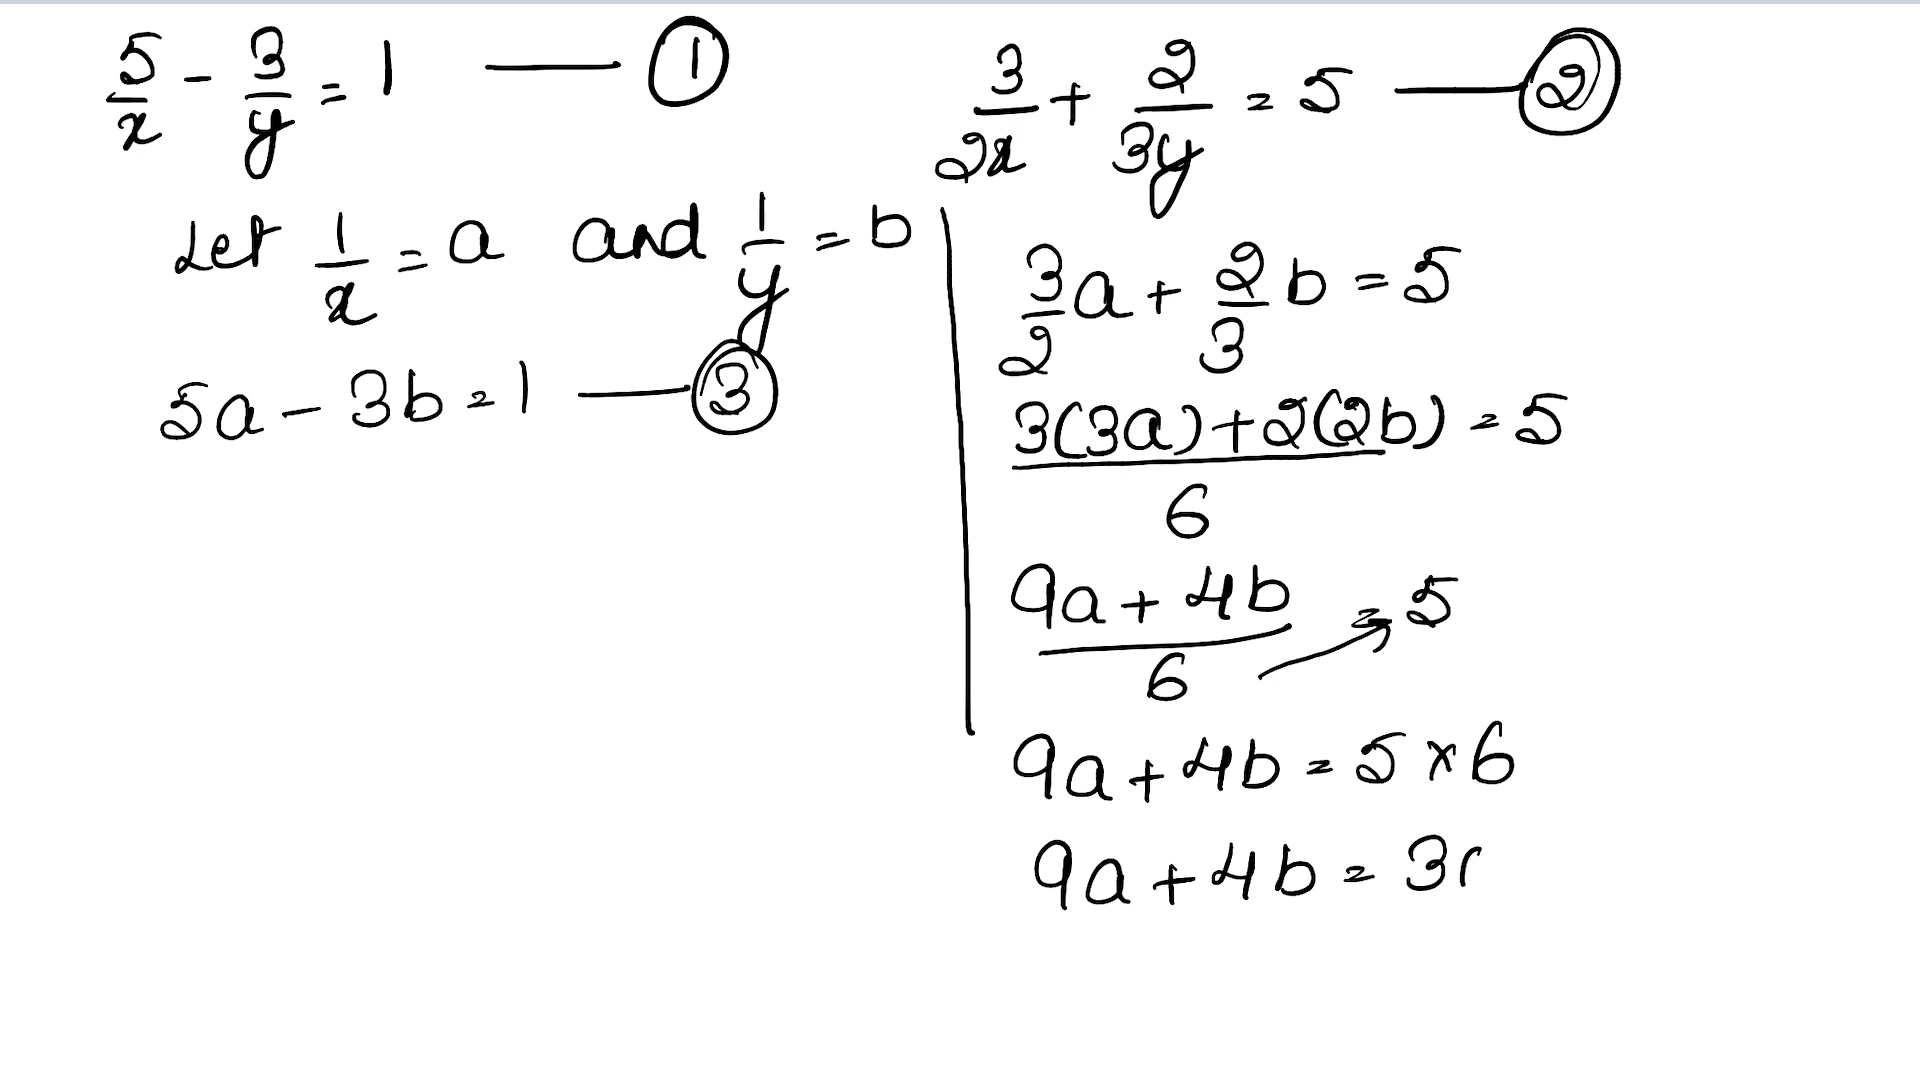 5/x - 3/y = 1 —— ①
3/2x + 2/3y = 5 —— ②
Let 1/x = a and 1/y = b
5a - 3b = 1 —— ③
3/2 a + 2/3 b = 5
3(3a)+2(2b)/6 = 5
9a + 4b/6 = 5
9a + 4b = 5 × 6
9a + 4b = 3